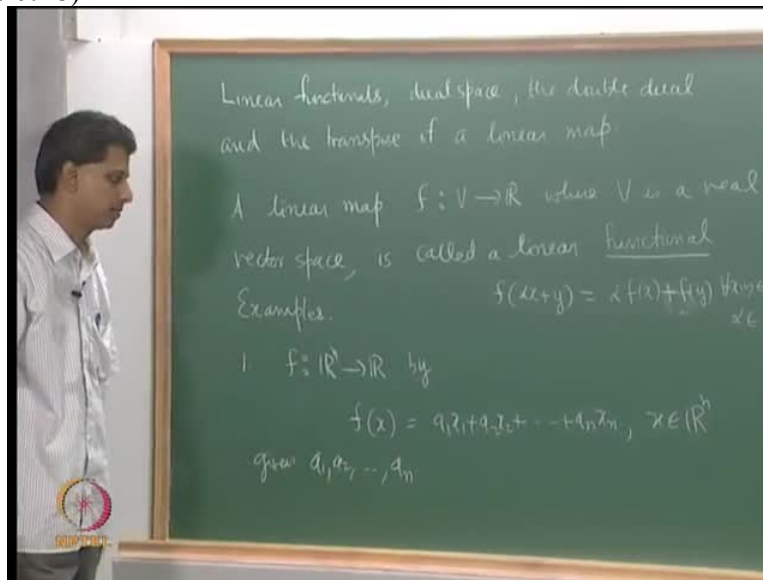 Linear functionals, dual space, the double dual
and the transpose of a linear map.
A linear map f : V → ℝ where V is a real
vector space, is called a linear functional
Examples. f(αx+y) = α f(x) + f(y)
1. f : ℝⁿ → ℝ by
f(x) = a₁x₁+a₂x₂+ - - - +aₙxₙ, x ∈ ℝⁿ
given a₁, a₂, ..., aₙ
NPTEL